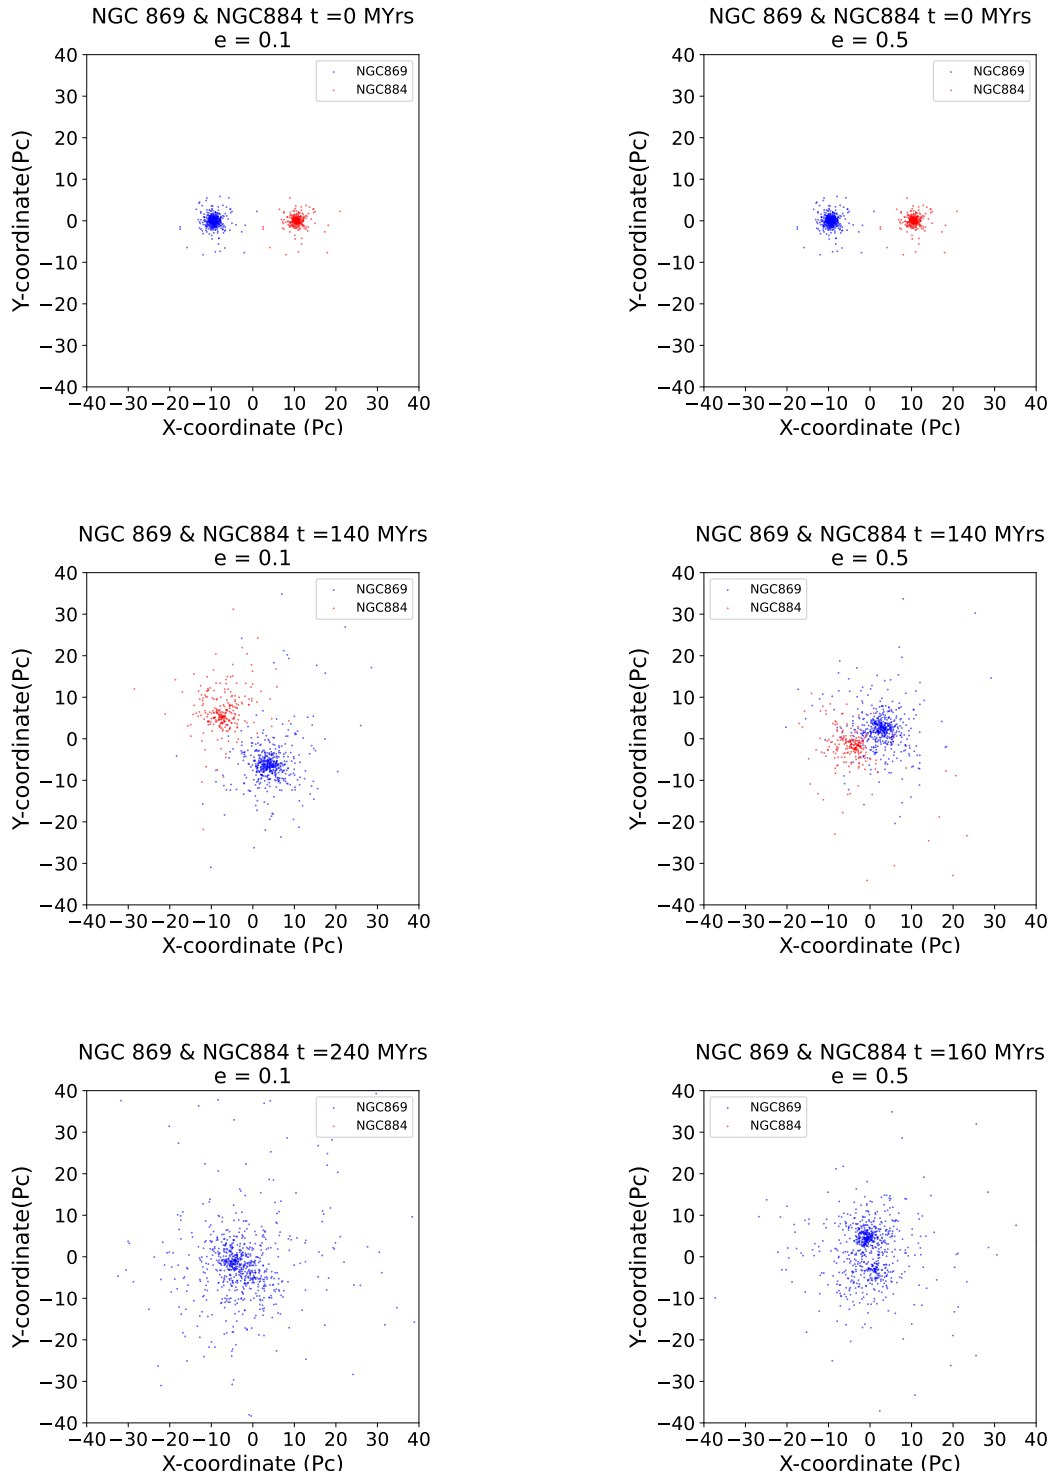 NGC 869 & NGC884 t =0 MYrs
e = 0.1
40
30
20
10
0
−10
−20
−30
−40
Y-coordinate(Pc)
NGC869
NGC884
−40 −30 −20 −10 0 10 20 30 40
X-coordinate (Pc)
NGC 869 & NGC884 t =0 MYrs
e = 0.5
40
30
20
10
0
−10
−20
−30
−40
Y-coordinate(Pc)
NGC869
NGC884
−40 −30 −20 −10 0 10 20 30 40
X-coordinate (Pc)
NGC 869 & NGC884 t =140 MYrs
e = 0.1
40
30
20
10
0
−10
−20
−30
−40
Y-coordinate(Pc)
NGC869
NGC884
−40 −30 −20 −10 0 10 20 30 40
X-coordinate (Pc)
NGC 869 & NGC884 t =140 MYrs
e = 0.5
40
30
20
10
0
−10
−20
−30
−40
Y-coordinate(Pc)
NGC869
NGC884
−40 −30 −20 −10 0 10 20 30 40
X-coordinate (Pc)
NGC 869 & NGC884 t =240 MYrs
e = 0.1
40
30
20
10
0
−10
−20
−30
−40
Y-coordinate(Pc)
NGC869
NGC884
−40 −30 −20 −10 0 10 20 30 40
X-coordinate (Pc)
NGC 869 & NGC884 t =160 MYrs
e = 0.5
40
30
20
10
0
−10
−20
−30
−40
Y-coordinate(Pc)
NGC869
NGC884
−40 −30 −20 −10 0 10 20 30 40
X-coordinate (Pc)